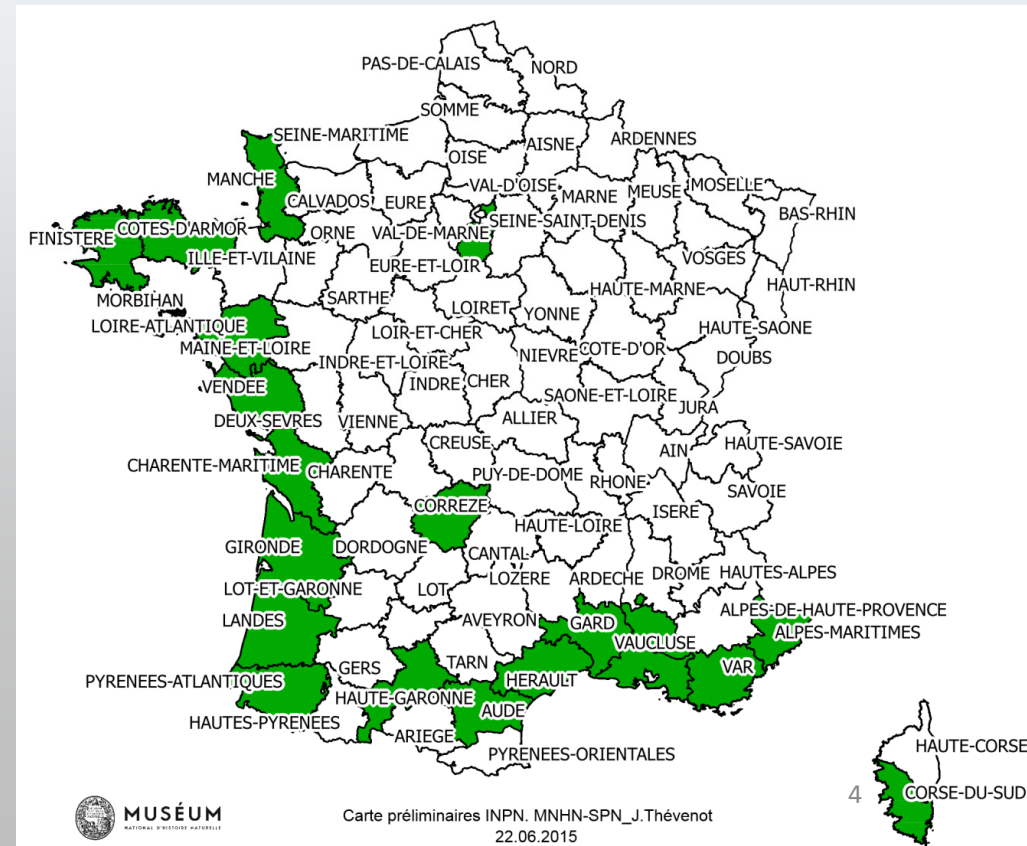 PAS-DE-CALAIS
NORD
SOMME
SEINE-MARITIME
AISNE
ARDENNES
OISE
MANCHE
VAL-D'OISE
MARNE
MEUSE
MOSELLE
CALVADOS
EURE
BAS-RHIN
FINISTERE
COTES-D'ARMOR
ORNE
VAL-DE-MARNE
SEINE-SAINT-DENIS
ILLE-ET-VILAINE
EURE-ET-LOIR
VOSGES
HAUT-RHIN
MORBIHAN
SARTHE
LOIRET
YONNE
HAUTE-MARNE
LOIRE-ATLANTIQUE
LOIR-ET-CHER
HAUTE-SAONE
MAINE-ET-LOIRE
INDRE-ET-LOIRE
NIEVRE
COTE-D'OR
DOUBS
VENDEE
INDRE
CHER
SAONE-ET-LOIRE
JURA
DEUX-SEVRES
VIENNE
ALLIER
CREUSE
AIN
HAUTE-SAVOIE
CHARENTE-MARITIME
CHARENTE
PUY-DE-DOME
RHONE
SAVOIE
CORREZE
ISERE
HAUTE-LOIRE
GIRONDE
DORDOGNE
CANTAL
LOT-ET-GARONNE
LOT
LOZERE
ARDECHE
DROME
HAUTES-ALPES
LANDES
AVEYRON
GARD
ALPES-DE-HAUTE-PROVENCE
VAUCLUSE
ALPES-MARITIMES
GERS
TARN
VAR
PYRENEES-ATLANTIQUES
HERAULT
HAUTE-GARONNE
AUDE
HAUTES-PYRENEES
ARIEGE
PYRENEES-ORIENTALES
HAUTE-CORSE
4
CORSE-DU-SUD
MUSÉUM
NATIONAL D'HISTOIRE NATURELLE
Carte préliminaires INPN. MNHN-SPN_J.Thévenot
22.06.2015